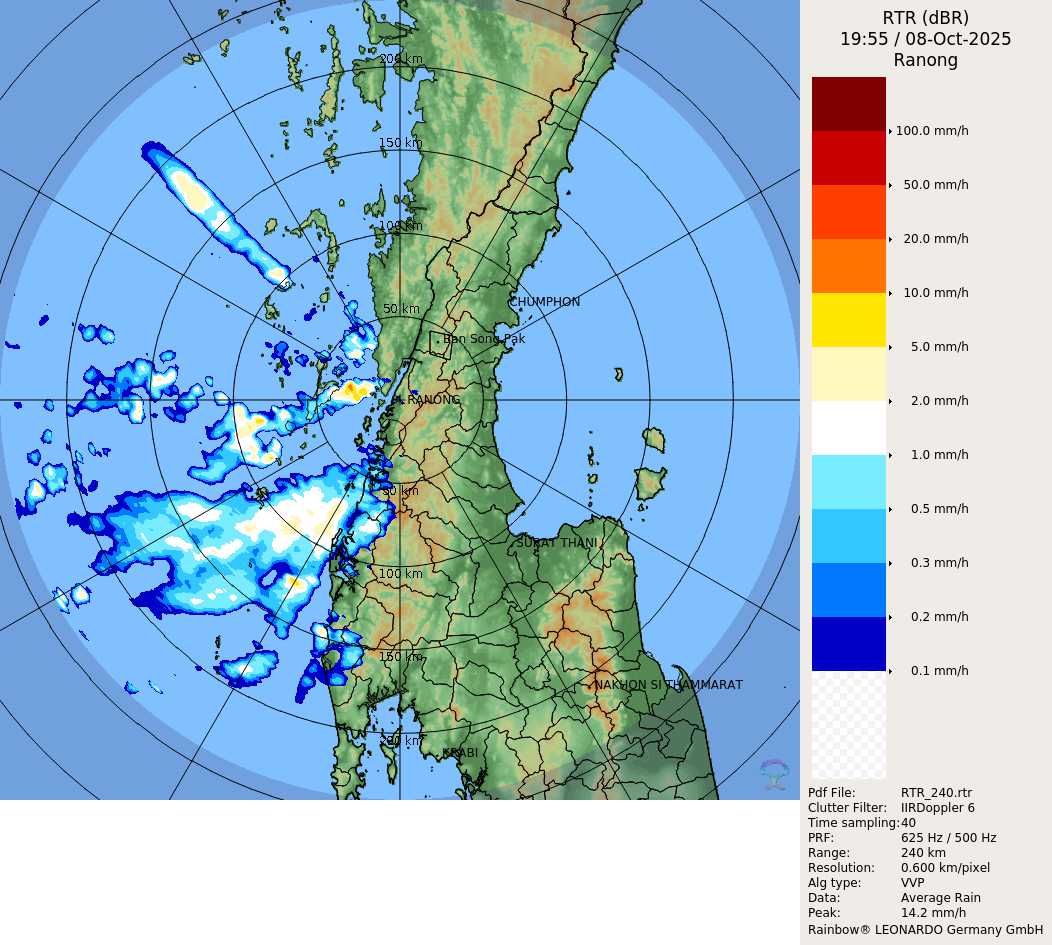 RTR (dBR)
19:55 / 08-Oct-2025
Ranong
100.0 mm/h
50.0 mm/h
20.0 mm/h
10.0 mm/h
5.0 mm/h
2.0 mm/h
1.0 mm/h
0.5 mm/h
0.3 mm/h
0.2 mm/h
0.1 mm/h
200 km
150 km
100 km
CHUMPHON
50 km
Ban Song Pak
RANONG
50 km
SURAT THANI
100 km
150 km
NAKHON SI THAMMARAT
200 km
KRABI
Pdf File: RTR_240.rtr
Clutter Filter: IIRDoppler 6
Time sampling: 40
PRF: 625 Hz / 500 Hz
Range: 240 km
Resolution: 0.600 km/pixel
Alg type: VVP
Data: Average Rain
Peak: 14.2 mm/h
Rainbow® LEONARDO Germany GmbH